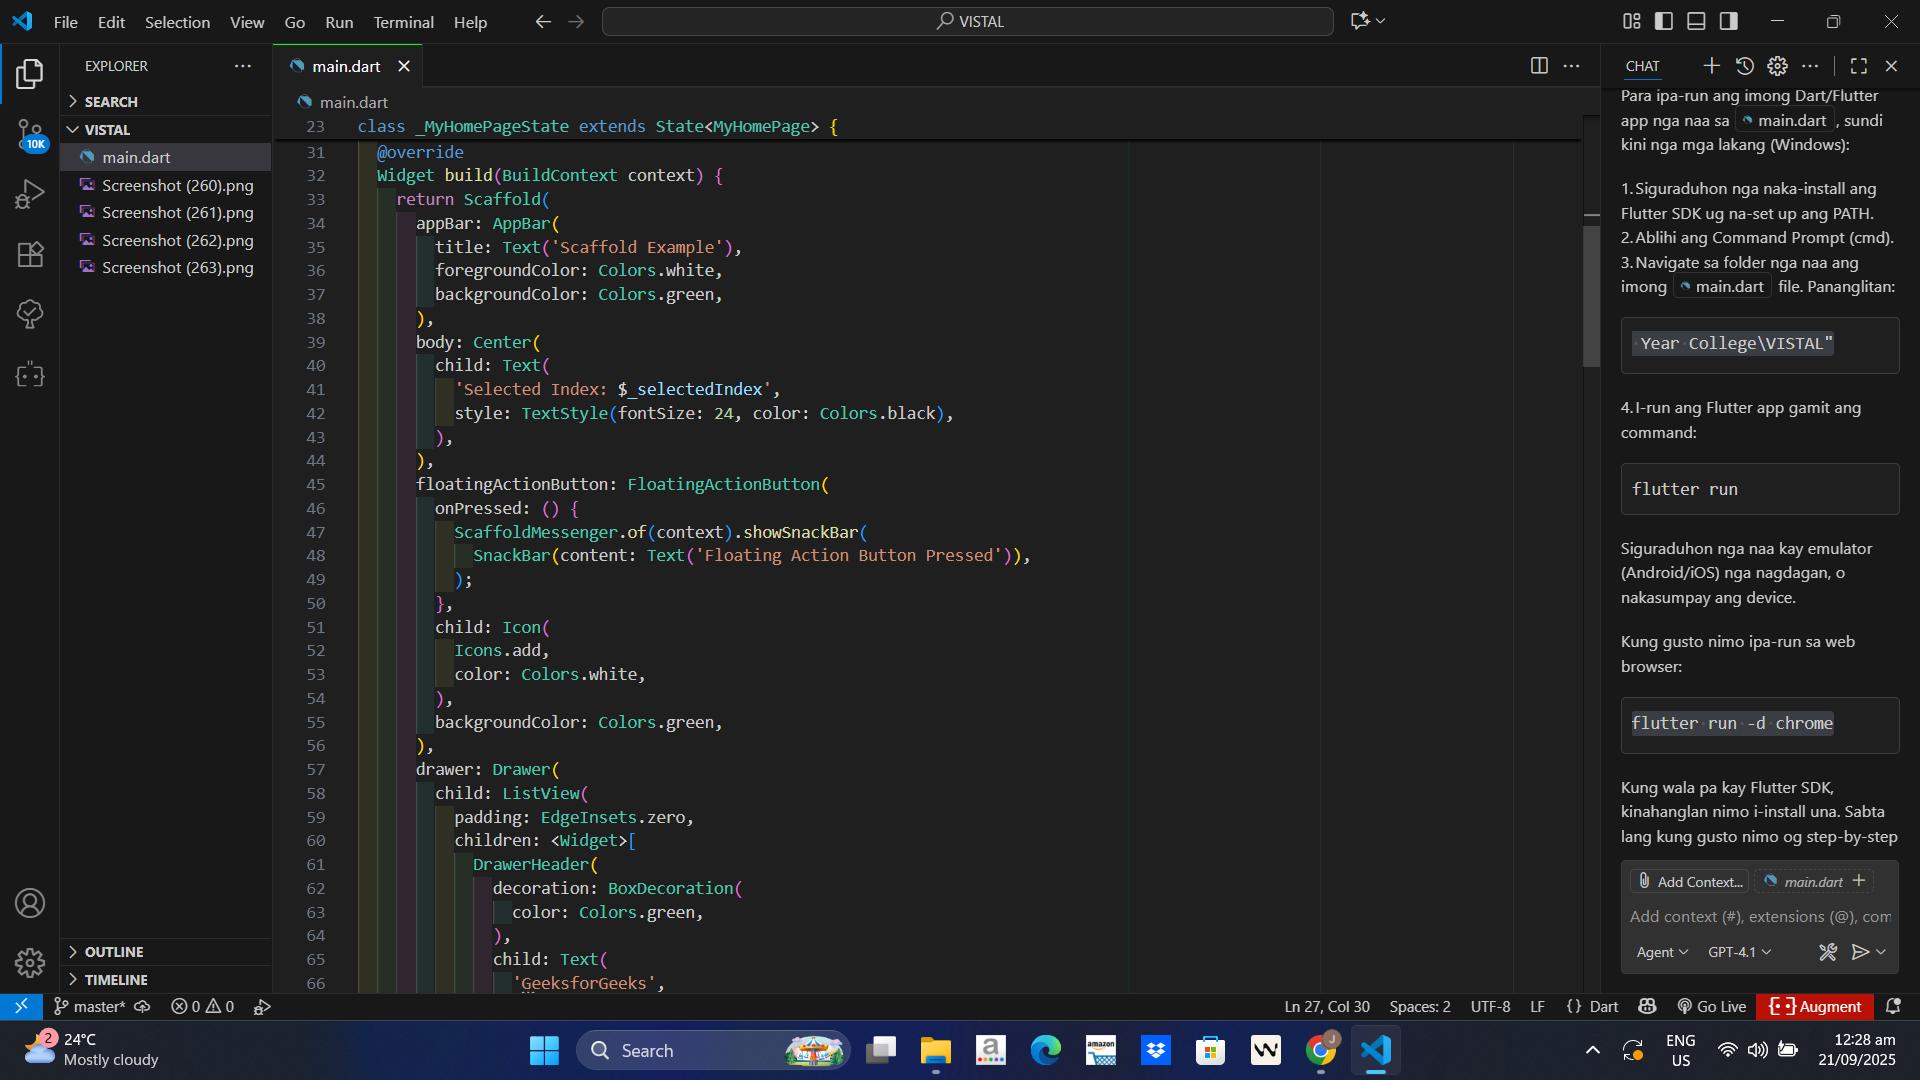 File Edit Selection View Go Run Terminal Help
VISTAL
EXPLORER
SEARCH
VISTAL
main.dart
Screenshot (260).png
Screenshot (261).png
Screenshot (262).png
Screenshot (263).png
OUTLINE
TIMELINE
10K
main.dart
main.dart
23 class _MyHomePageState extends State<MyHomePage> {
31 @override
32 Widget build(BuildContext context) {
33 return Scaffold(
34 appBar: AppBar(
35 title: Text('Scaffold Example'),
36 foregroundColor: Colors.white,
37 backgroundColor: Colors.green,
38 ),
39 body: Center(
40 child: Text(
41 'Selected Index: $_selectedIndex',
42 style: TextStyle(fontSize: 24, color: Colors.black),
43 ),
44 ),
45 floatingActionButton: FloatingActionButton(
46 onPressed: () {
47 ScaffoldMessenger.of(context).showSnackBar(
48 SnackBar(content: Text('Floating Action Button Pressed')),
49 );
50 },
51 child: Icon(
52 Icons.add,
53 color: Colors.white,
54 ),
55 backgroundColor: Colors.green,
56 ),
57 drawer: Drawer(
58 child: ListView(
59 padding: EdgeInsets.zero,
60 children: <Widget>[
61 DrawerHeader(
62 decoration: BoxDecoration(
63 color: Colors.green,
64 ),
65 child: Text(
66 'GeeksforGeeks',
CHAT
Para ipa-run ang imong Dart/Flutter
app nga naa sa main.dart, sundi
kini nga mga lakang (Windows):
1. Siguraduhon nga naka-install ang
Flutter SDK ug na-set up ang PATH.
2. Ablihi ang Command Prompt (cmd).
3. Navigate sa folder nga naa ang
imong main.dart file. Pananglitan:
Year College\VISTAL"
4. I-run ang Flutter app gamit ang
command:
flutter run
Siguraduhon nga naa kay emulator
(Android/iOS) nga nagdagan, o
nakasumpay ang device.
Kung gusto nimo ipa-run sa web
browser:
flutter run -d chrome
Kung wala pa kay Flutter SDK,
kinahanglan nimo i-install una. Sabta
lang kung gusto nimo og step-by-step
Add Context... main.dart
Add context (#), extensions (@), com
Agent GPT-4.1
master* 0 0
Ln 27, Col 30 Spaces: 2 UTF-8 LF {} Dart Go Live Augment
2
24°C
Mostly cloudy
Search
a
amazon
J
ENG
US
12:28 am
21/09/2025